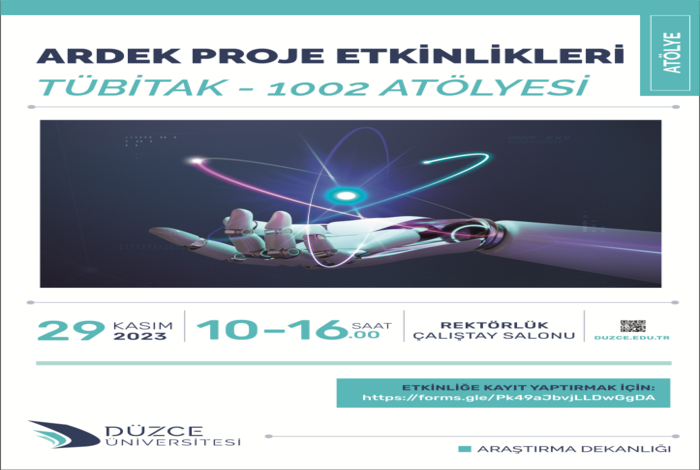 ATÖLYE
ARDEK PROJE ETKİNLİKLERİ
TÜBİTAK - 1002 ATÖLYESİ
29 KASIM 2023
10-16.00 SAAT
REKTÖRLÜK
ÇALIŞTAY SALONU
DUZCE.EDU.TR
ETKİNLİĞE KAYIT YAPTIRMAK İÇİN:
https://forms.gle/Pk49aJbvjLLDwGgDA
DÜZCE
ÜNİVERSİTESİ
ARAŞTIRMA DEKANLIĞI